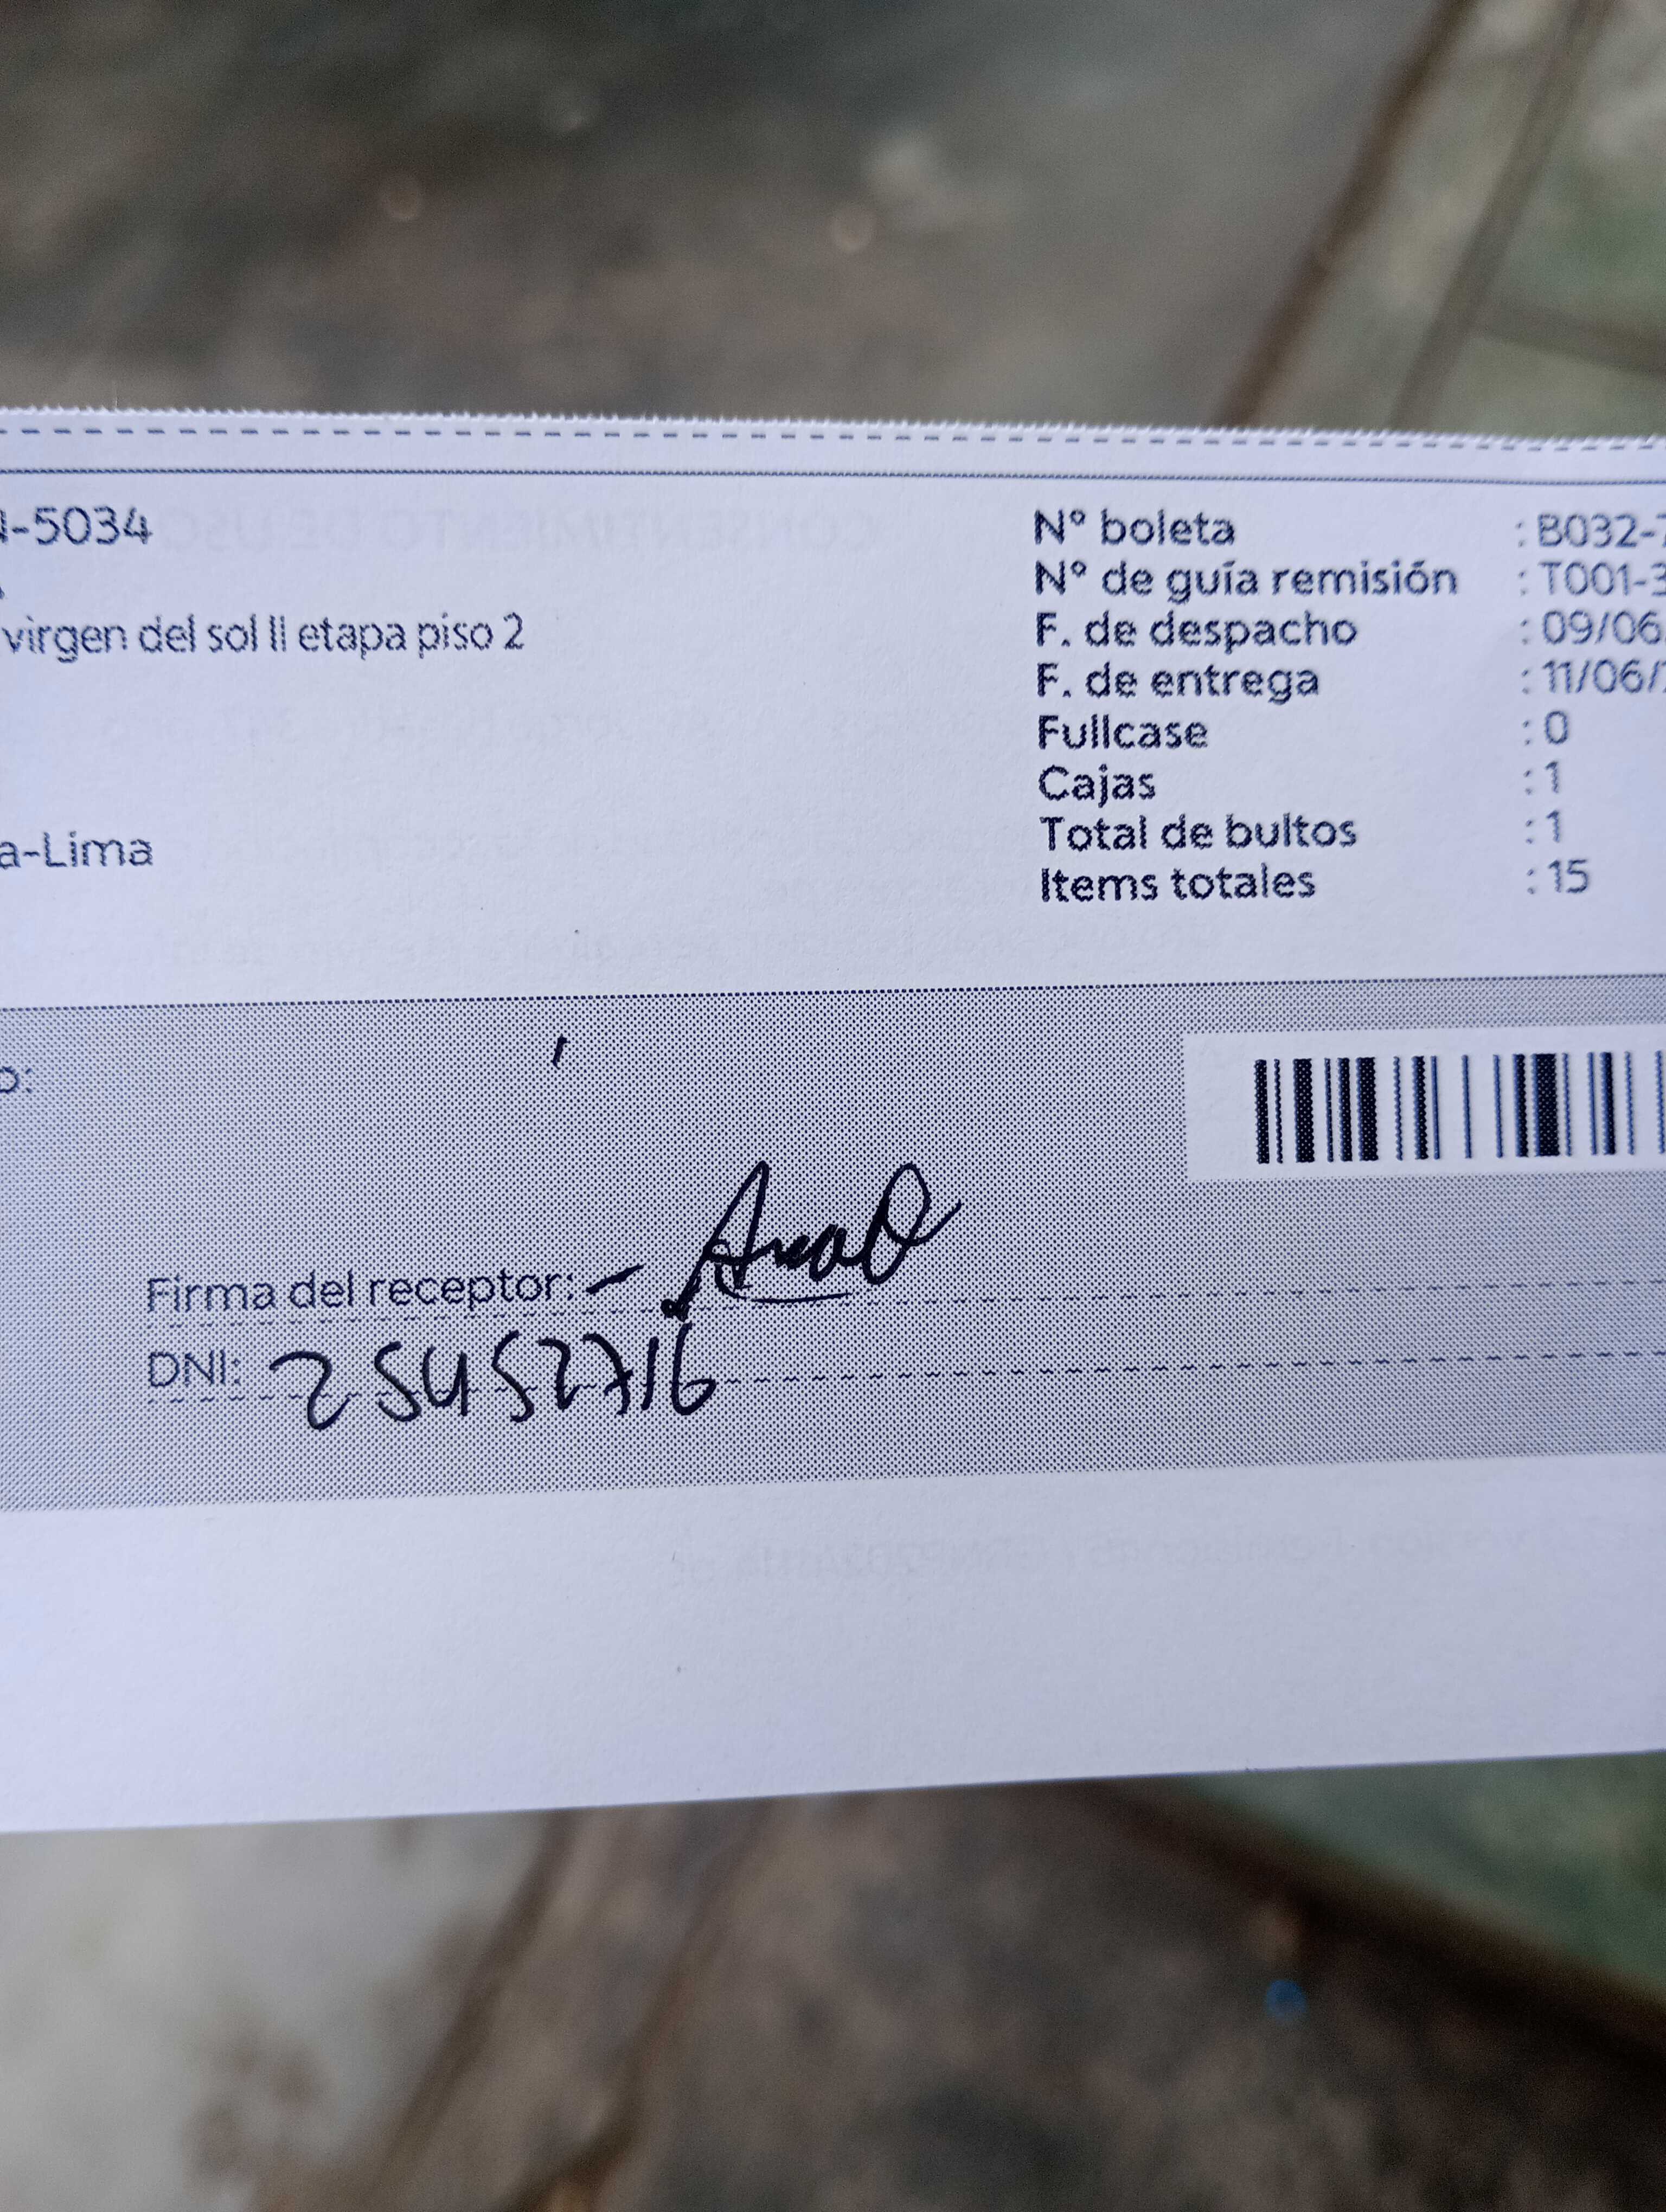 -5034
virgen del sol II etapa piso 2
a-Lima
N° boleta : B032-7
N° de guía remisión : T001-3
F. de despacho : 09/06
F. de entrega : 11/06/
Fullcase : 0
Cajas : 1
Total de bultos : 1
Items totales : 15
o:
Firma del receptor:
DNI: 25452716